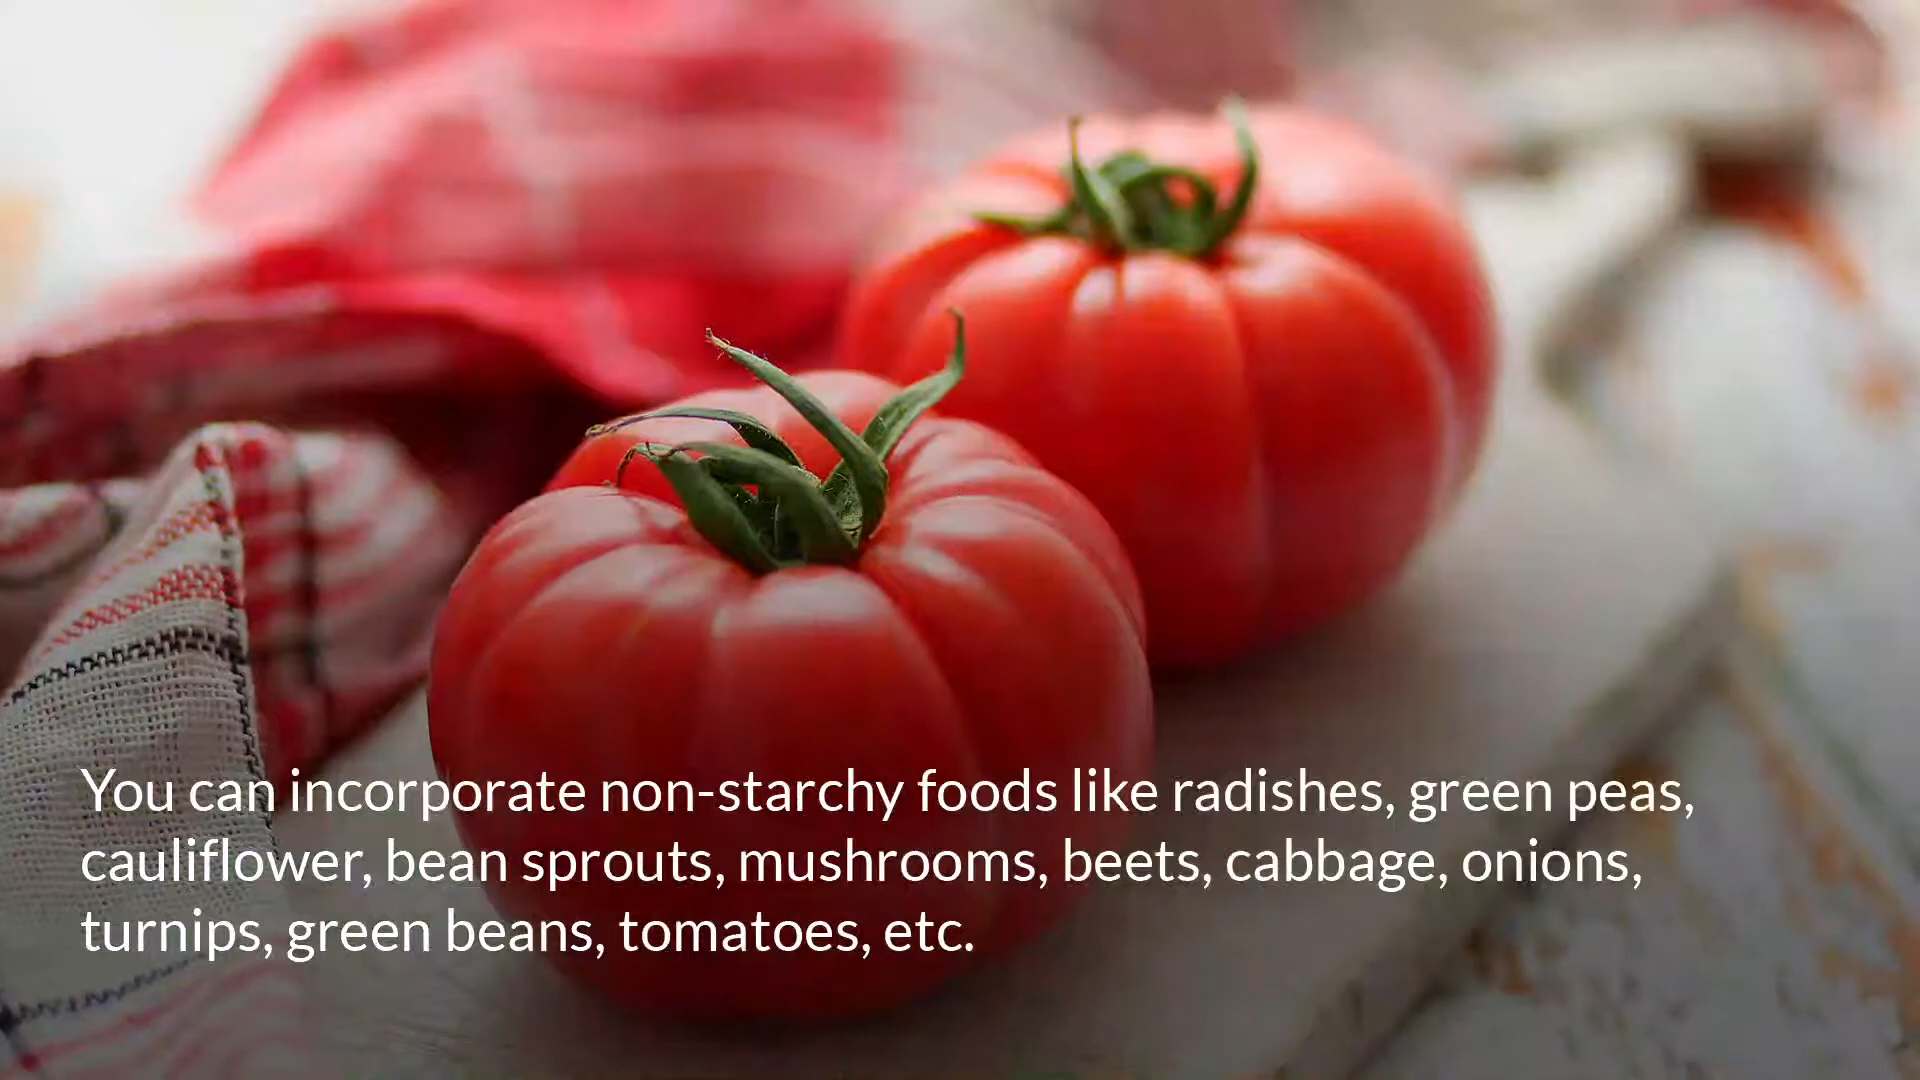 You can incorporate non-starchy foods like radishes, green peas,
cauliflower, bean sprouts, mushrooms, beets, cabbage, onions,
turnips, green beans, tomatoes, etc.